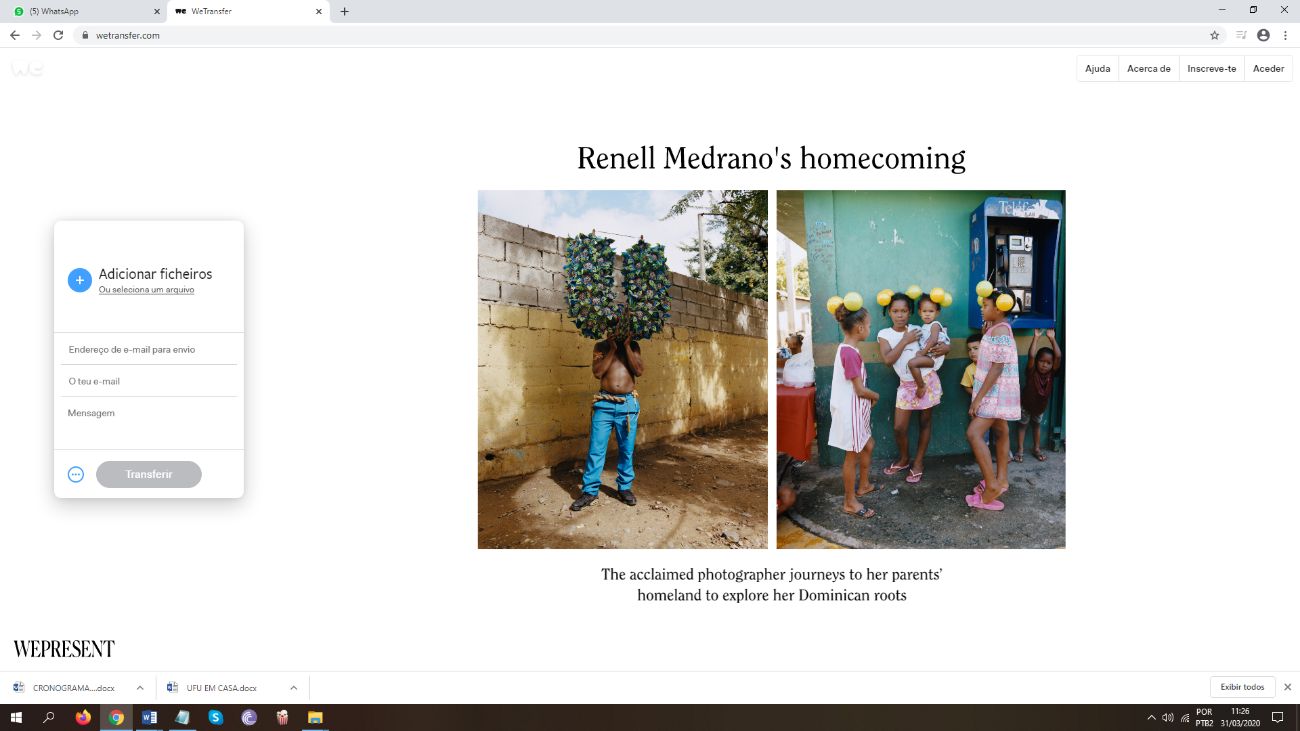 (5) WhatsApp
WeTransfer
wetransfer.com
we
Ajuda
Acerca de
Inscreve-te
Aceder
Renell Medrano's homecoming
Adicionar ficheiros
Ou seleciona um arquivo
Endereço de e-mail para envio
O teu e-mail
Mensagem
Transferir
The acclaimed photographer journeys to her parents'
homeland to explore her Dominican roots
WEPRESENT
CRONOGRAMA....docx
UFU EM CASA.docx
Exibir todos
POR
PTB2
11:26
31/03/2020